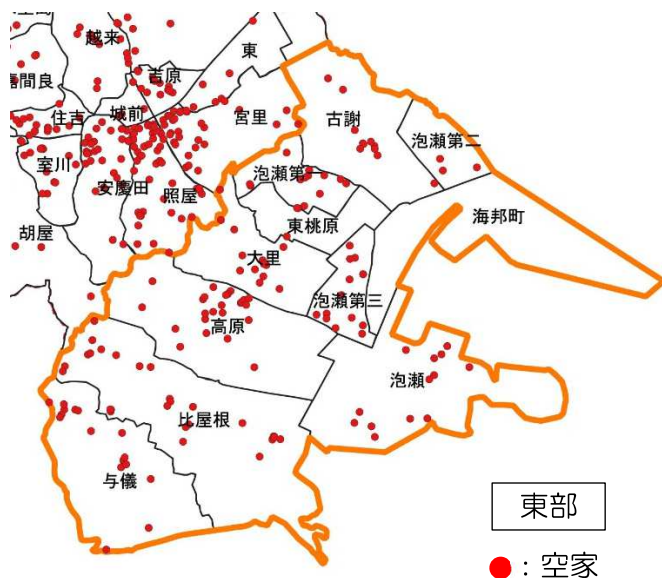 越来
東
吉原
嘉間良
住吉
城前
宮里
古謝
泡瀬第二
室川
安慶田
照屋
泡瀬第一
東桃原
海邦町
胡屋
大里
泡瀬第三
高原
泡瀬
比屋根
与儀
東部
：空家